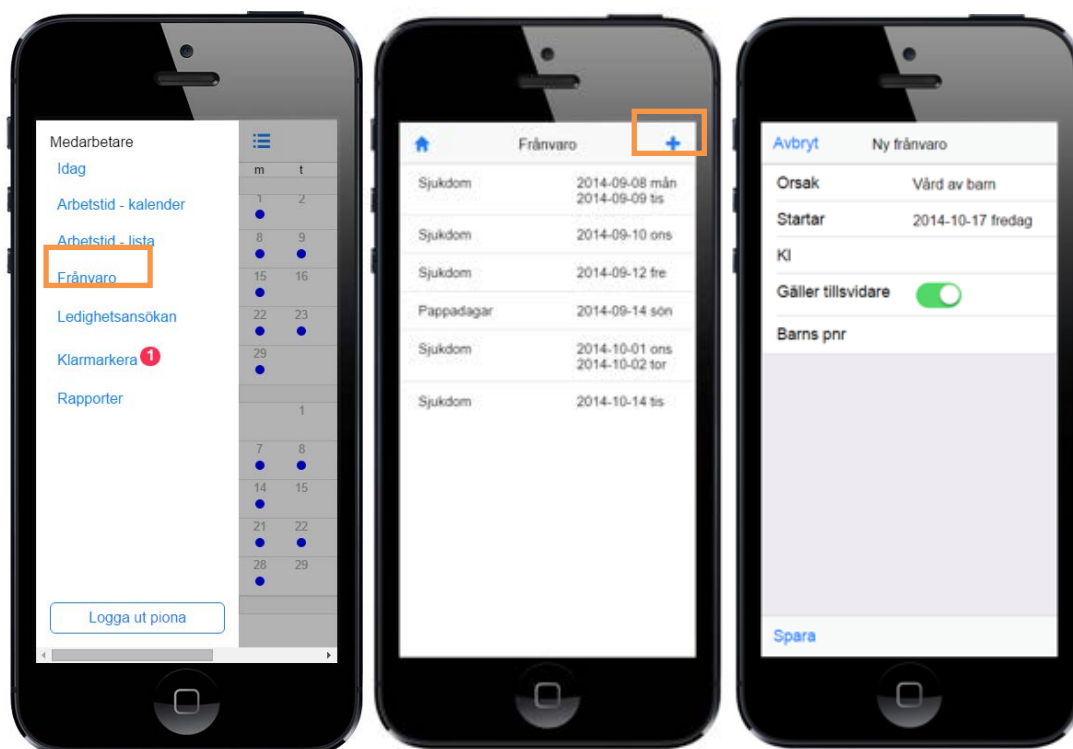 Medarbetare
Idag
Arbetstid - kalender
Arbetstid - lista
Frånvaro
Ledighetsansökan
Klarmarkera 1
Rapporter
Logga ut piona
m t
1 2
8 9
15 16
22 23
29
1
7 8
14 15
21 22
28 29
Frånvaro +
Sjukdom 2014-09-08 mån
2014-09-09 tis
Sjukdom 2014-09-10 ons
Sjukdom 2014-09-12 fre
Pappadagar 2014-09-14 sön
Sjukdom 2014-10-01 ons
2014-10-02 tor
Sjukdom 2014-10-14 tis
Avbryt Ny frånvaro
Orsak Vård av barn
Startar 2014-10-17 fredag
Kl
Gäller tillsvidare
Barns pnr
Spara